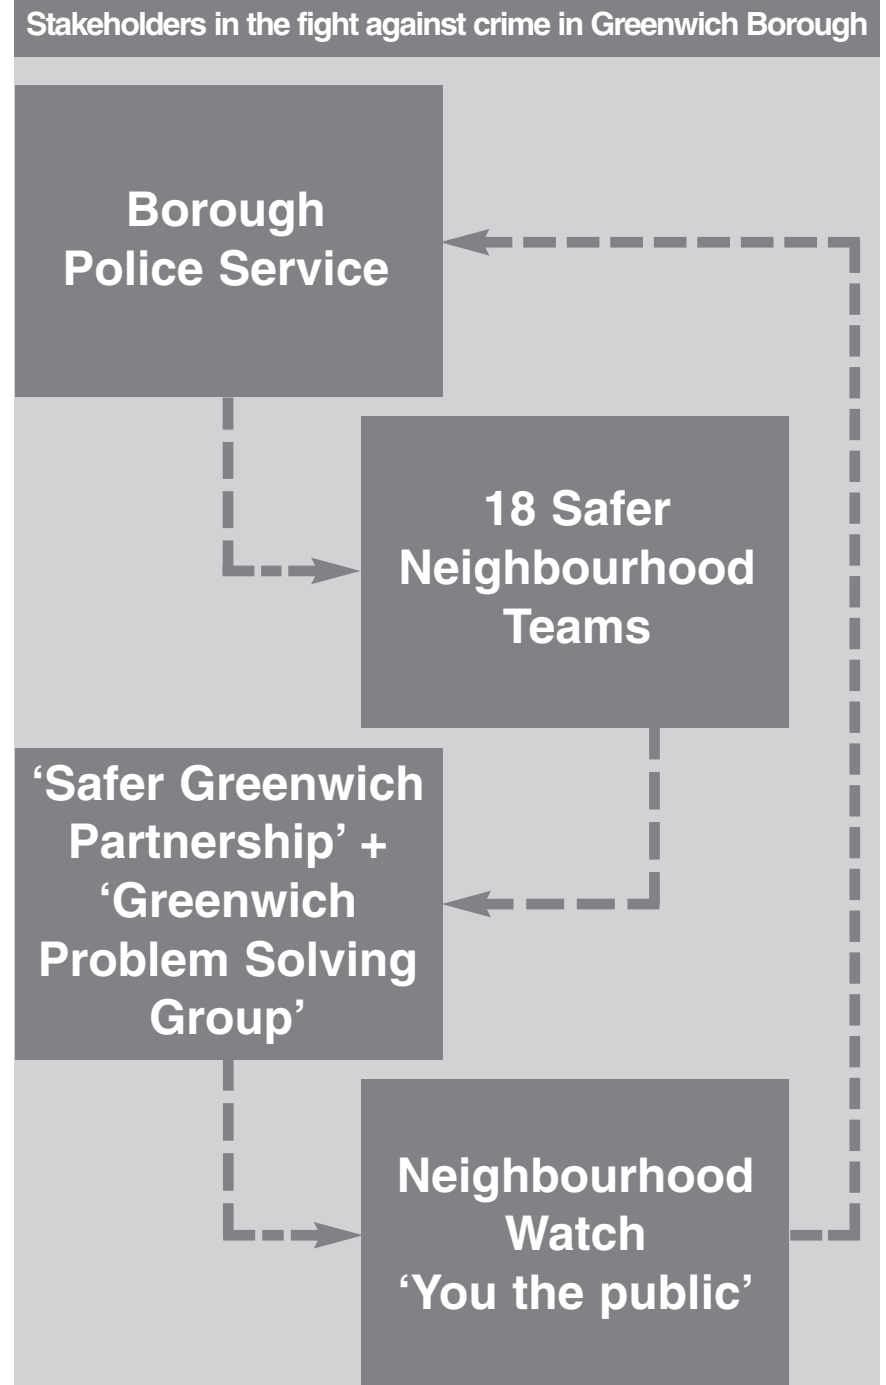 Stakeholders in the fight against crime in Greenwich Borough
Borough
Police Service
18 Safer
Neighbourhood
Teams
‘Safer Greenwich
Partnership’ +
‘Greenwich
Problem Solving
Group’
Neighbourhood
Watch
‘You the public’